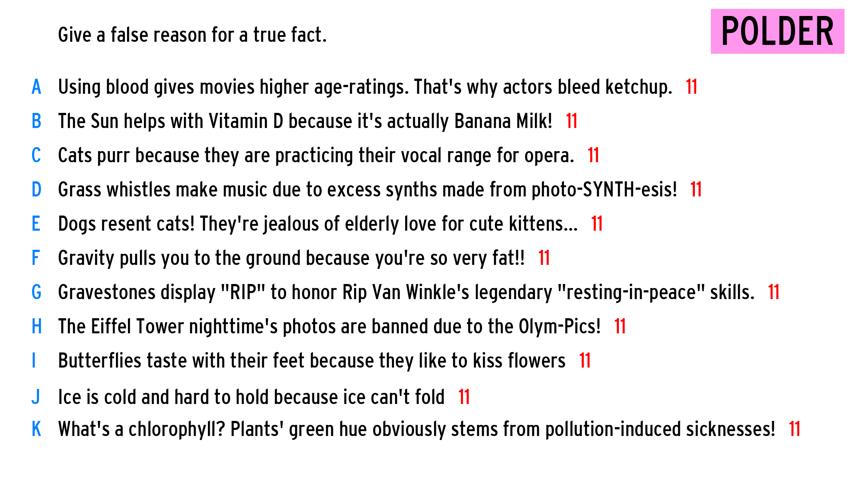 Give a false reason for a true fact.
POLDER
A Using blood gives movies higher age-ratings. That's why actors bleed ketchup. 11
B The Sun helps with Vitamin D because it's actually Banana Milk! 11
C Cats purr because they are practicing their vocal range for opera. 11
D Grass whistles make music due to excess synths made from photo-SYNTH-esis! 11
E Dogs resent cats! They're jealous of elderly love for cute kittens... 11
F Gravity pulls you to the ground because you're so very fat!! 11
G Gravestones display "RIP" to honor Rip Van Winkle's legendary "resting-in-peace" skills. 11
H The Eiffel Tower nighttime's photos are banned due to the Olym-Pics! 11
I Butterflies taste with their feet because they like to kiss flowers 11
J Ice is cold and hard to hold because ice can't fold 11
K What's a chlorophyll? Plants' green hue obviously stems from pollution-induced sicknesses! 11